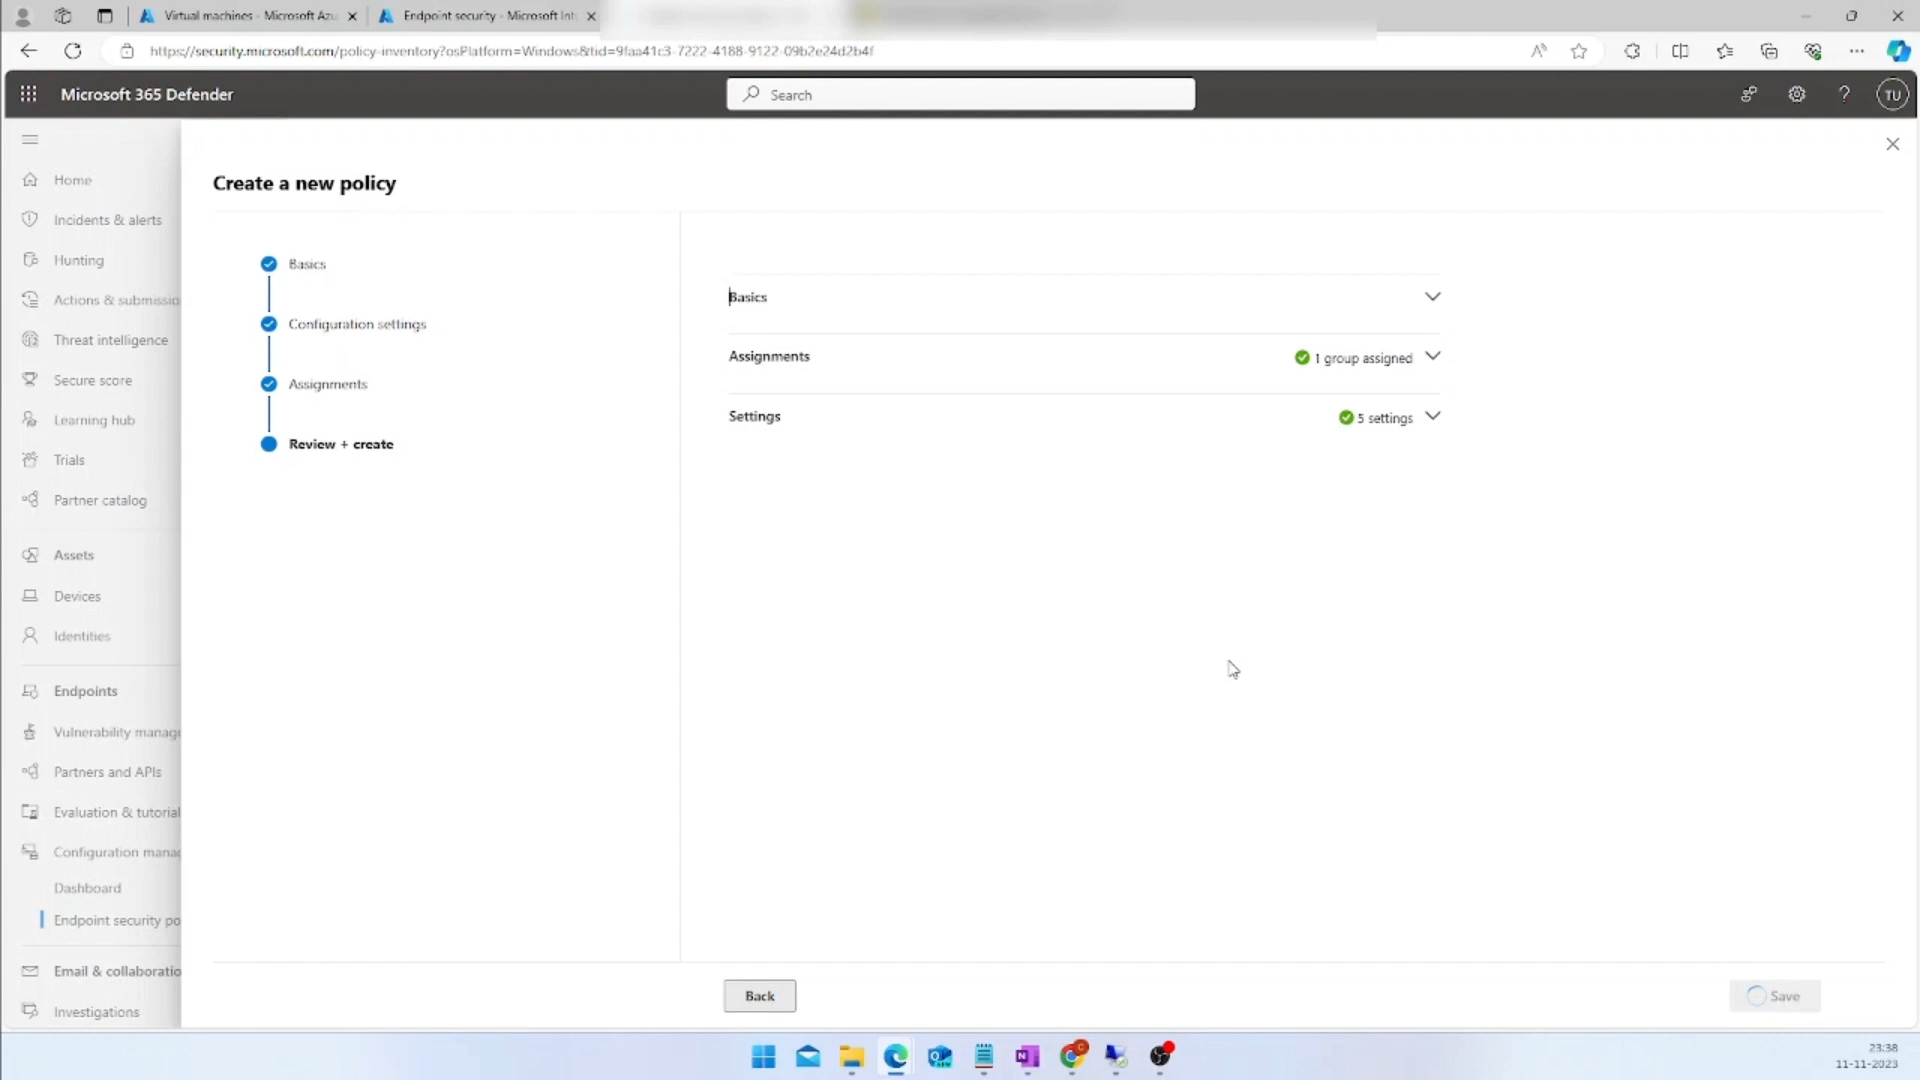 Virtual machines - Microsoft Azu
Endpoint security - Microsoft Int
https://security.microsoft.com/policy-inventory?osPlatform=Windows&tid=9faa41c3-7222-4188-9122-09b2e24d2b4f
Microsoft 365 Defender
Search
TU
Create a new policy
Home
Incidents & alerts
Hunting
Actions & submissio
Threat intelligence
Secure score
Learning hub
Trials
Partner catalog
Assets
Devices
Identities
Endpoints
Vulnerability manage
Partners and APIs
Evaluation & tutorial
Configuration manag
Dashboard
Endpoint security po
Email & collaboratio
Investigations
Basics
Configuration settings
Assignments
Review + create
Basics
Assignments
1 group assigned
Settings
5 settings
Back
Save
23:38
11-11-2023